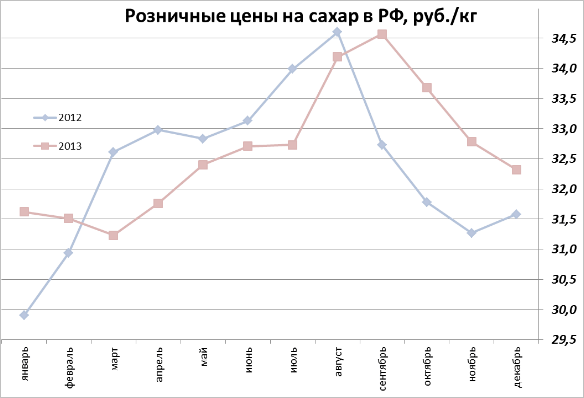 Розничные цены на сахар в РФ, руб./кг
34,5
34,0
33,5
33,0
32,5
32,0
31,5
31,0
30,5
30,0
29,5
2012
2013
январь
февраль
март
апрель
май
июнь
июль
август
сентябрь
октябрь
ноябрь
декабрь